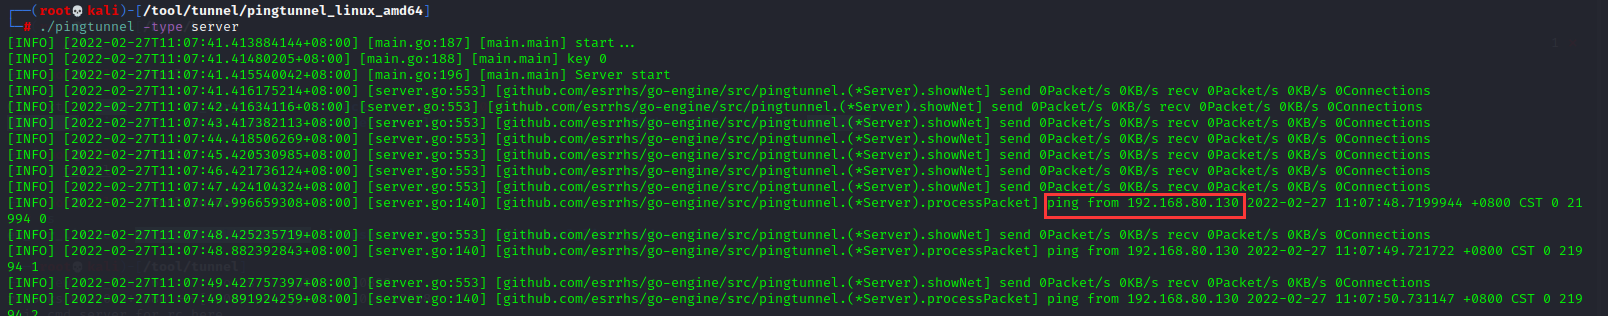 ┌──(root💀kali)-[/tool/tunnel/pingtunnel_linux_amd64]
└─# ./pingtunnel -type server
[INFO] [2022-02-27T11:07:41.413884144+08:00] [main.go:187] [main.main] start...
[INFO] [2022-02-27T11:07:41.41480205+08:00] [main.go:188] [main.main] key 0
[INFO] [2022-02-27T11:07:41.415540042+08:00] [main.go:196] [main.main] Server start
[INFO] [2022-02-27T11:07:41.416175214+08:00] [server.go:553] [github.com/esrrhs/go-engine/src/pingtunnel.(*Server).showNet] send 0Packet/s 0KB/s recv 0Packet/s 0KB/s 0Connections
[INFO] [2022-02-27T11:07:42.41634116+08:00] [server.go:553] [github.com/esrrhs/go-engine/src/pingtunnel.(*Server).showNet] send 0Packet/s 0KB/s recv 0Packet/s 0KB/s 0Connections
[INFO] [2022-02-27T11:07:43.417382113+08:00] [server.go:553] [github.com/esrrhs/go-engine/src/pingtunnel.(*Server).showNet] send 0Packet/s 0KB/s recv 0Packet/s 0KB/s 0Connections
[INFO] [2022-02-27T11:07:44.418506269+08:00] [server.go:553] [github.com/esrrhs/go-engine/src/pingtunnel.(*Server).showNet] send 0Packet/s 0KB/s recv 0Packet/s 0KB/s 0Connections
[INFO] [2022-02-27T11:07:45.420530985+08:00] [server.go:553] [github.com/esrrhs/go-engine/src/pingtunnel.(*Server).showNet] send 0Packet/s 0KB/s recv 0Packet/s 0KB/s 0Connections
[INFO] [2022-02-27T11:07:46.421736124+08:00] [server.go:553] [github.com/esrrhs/go-engine/src/pingtunnel.(*Server).showNet] send 0Packet/s 0KB/s recv 0Packet/s 0KB/s 0Connections
[INFO] [2022-02-27T11:07:47.424104324+08:00] [server.go:553] [github.com/esrrhs/go-engine/src/pingtunnel.(*Server).showNet] send 0Packet/s 0KB/s recv 0Packet/s 0KB/s 0Connections
[INFO] [2022-02-27T11:07:47.996659308+08:00] [server.go:140] [github.com/esrrhs/go-engine/src/pingtunnel.(*Server).processPacket] ping from 192.168.80.130 2022-02-27 11:07:48.7199944 +0800 CST 0 21
994 0
[INFO] [2022-02-27T11:07:48.425235719+08:00] [server.go:553] [github.com/esrrhs/go-engine/src/pingtunnel.(*Server).showNet] send 0Packet/s 0KB/s recv 0Packet/s 0KB/s 0Connections
[INFO] [2022-02-27T11:07:48.882392843+08:00] [server.go:140] [github.com/esrrhs/go-engine/src/pingtunnel.(*Server).processPacket] ping from 192.168.80.130 2022-02-27 11:07:49.721722 +0800 CST 0 219
94 1
[INFO] [2022-02-27T11:07:49.427757397+08:00] [server.go:553] [github.com/esrrhs/go-engine/src/pingtunnel.(*Server).showNet] send 0Packet/s 0KB/s recv 0Packet/s 0KB/s 0Connections
[INFO] [2022-02-27T11:07:49.891924259+08:00] [server.go:140] [github.com/esrrhs/go-engine/src/pingtunnel.(*Server).processPacket] ping from 192.168.80.130 2022-02-27 11:07:50.731147 +0800 CST 0 219
94 2